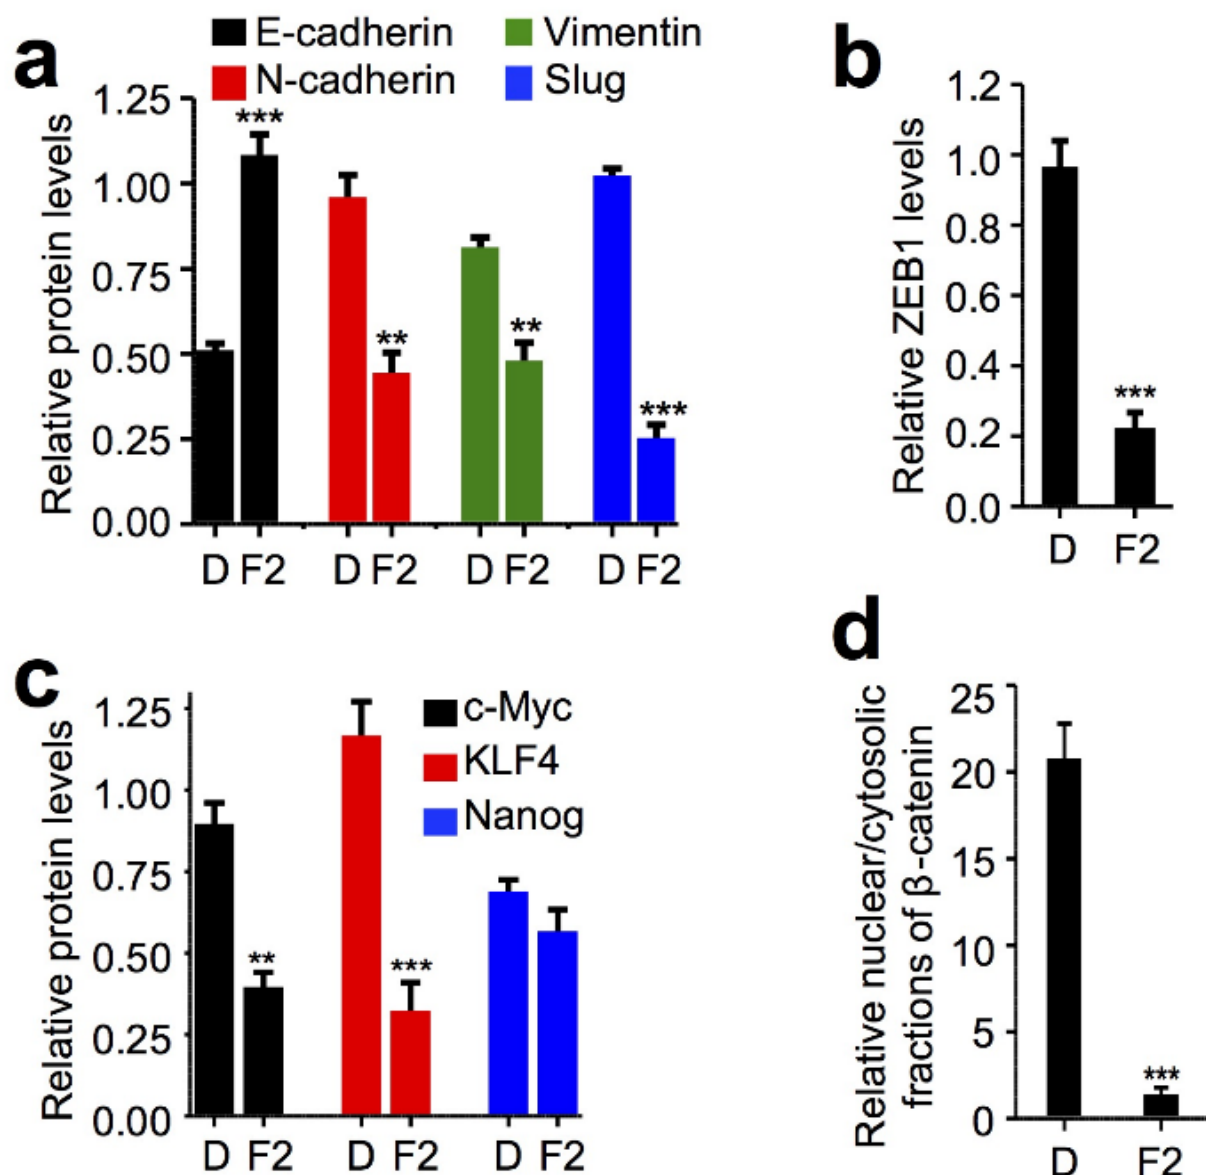 a
E-cadherin
N-cadherin
Vimentin
Slug
Relative protein levels
1.25
1.00
0.75
0.50
0.25
0.00
***
**
**
***
D F2 D F2 D F2 D F2
b
Relative ZEB1 levels
1.2
1.0
0.8
0.6
0.4
0.2
0.0
***
D F2
c
c-Myc
KLF4
Nanog
Relative protein levels
1.25
1.00
0.75
0.50
0.25
0.00
**
***
D F2 D F2 D F2
d
Relative nuclear/cytosolic
fractions of β-catenin
25
20
15
10
5
0
***
D F2